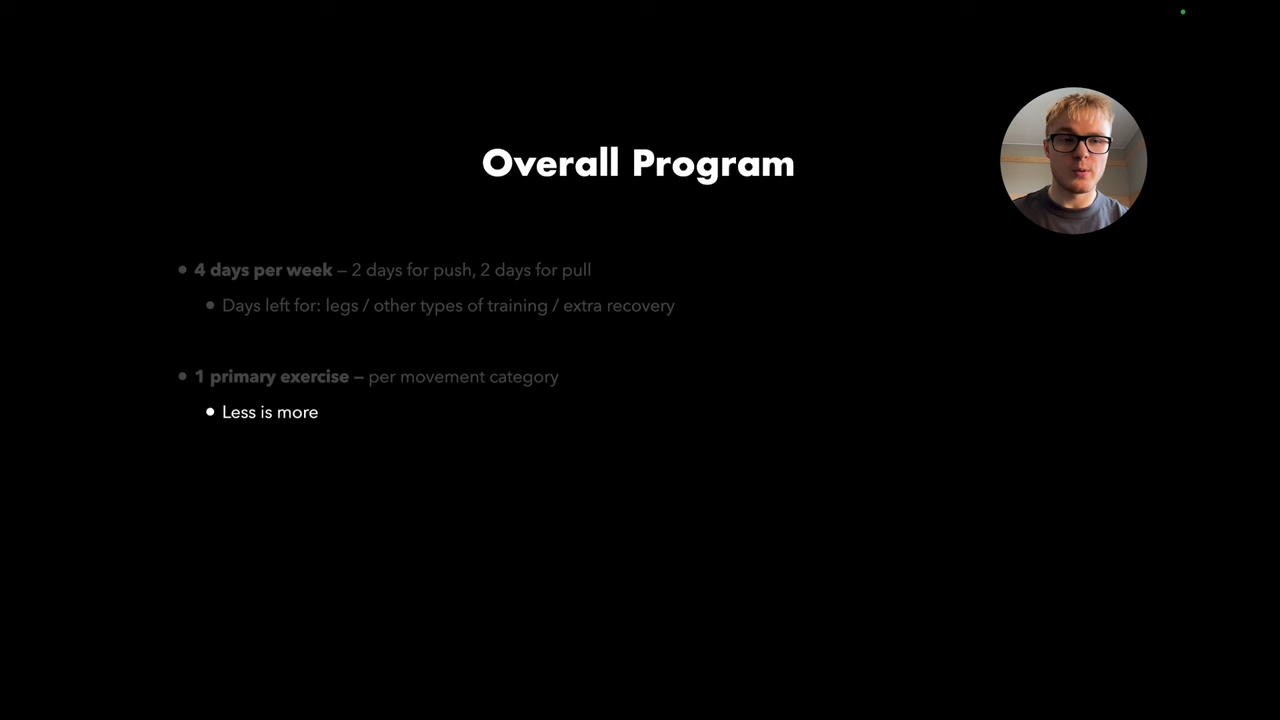 Overall Program
• 4 days per week – 2 days for push, 2 days for pull
• Days left for: legs / other types of training / extra recovery
• 1 primary exercise – per movement category
• Less is more